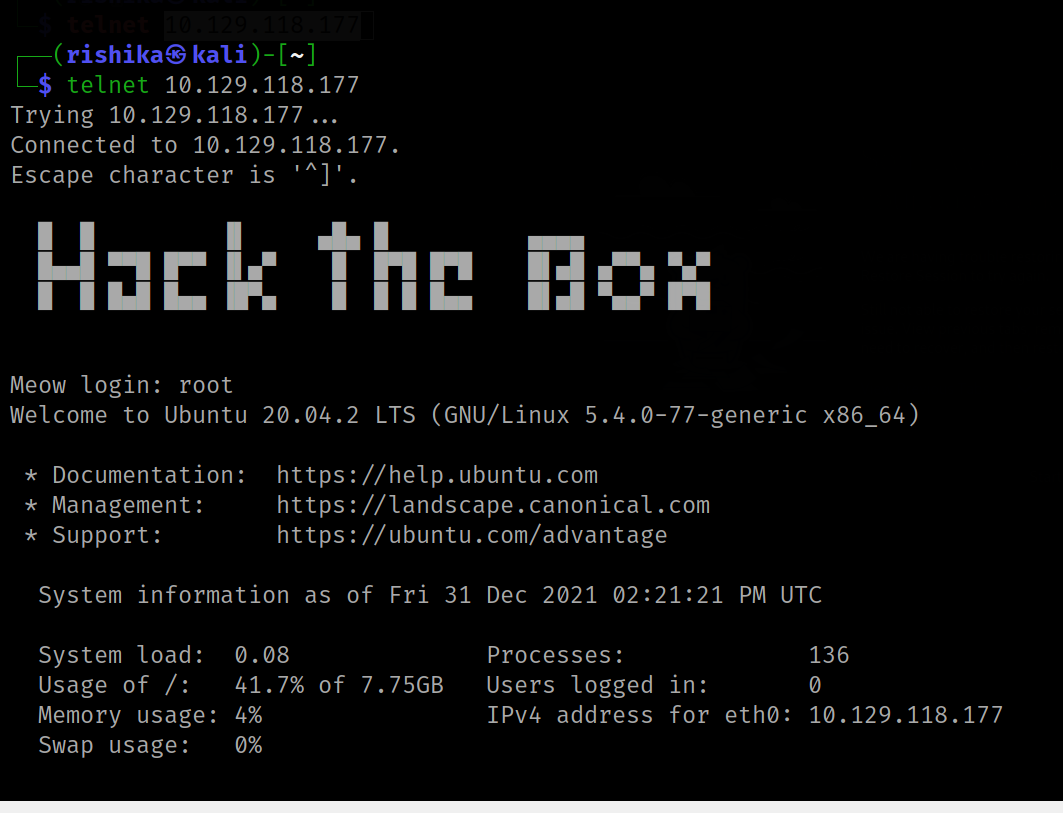 $ telnet 10.129.118.177
(rishika㉿kali)-[~]
$ telnet 10.129.118.177
Trying 10.129.118.177...
Connected to 10.129.118.177.
Escape character is '^]'.
Hack the Box
Meow login: root
Welcome to Ubuntu 20.04.2 LTS (GNU/Linux 5.4.0-77-generic x86_64)
* Documentation: https://help.ubuntu.com
* Management: https://landscape.canonical.com
* Support: https://ubuntu.com/advantage
System information as of Fri 31 Dec 2021 02:21:21 PM UTC
System load: 0.08 Processes: 136
Usage of /: 41.7% of 7.75GB Users logged in: 0
Memory usage: 4% IPv4 address for eth0: 10.129.118.177
Swap usage: 0%